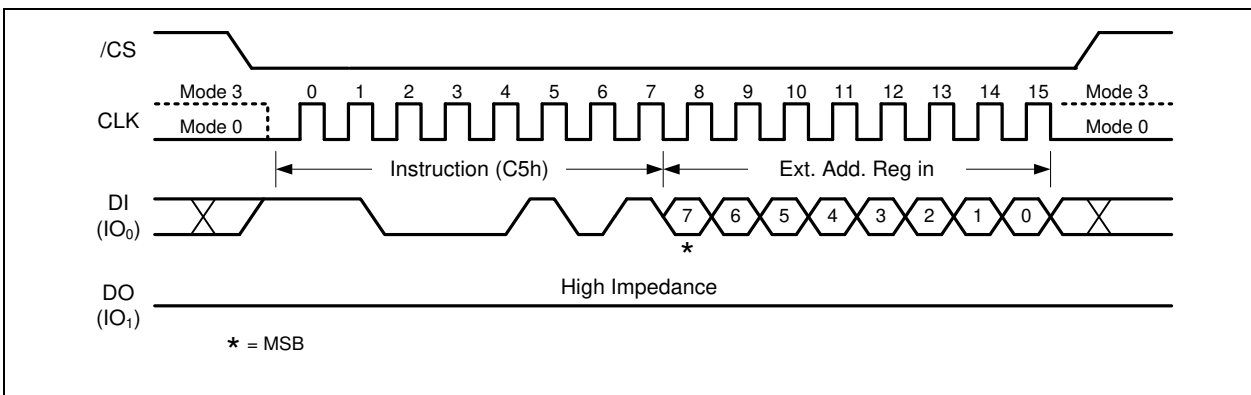 /CS
Mode 3 0 1 2 3 4 5 6 7 8 9 10 11 12 13 14 15 Mode 3
CLK Mode 0 Mode 0
Instruction (C5h) Ext. Add. Reg in
DI
(IO₀) 7 6 5 4 3 2 1 0
*
DO High Impedance
(IO₁)
* = MSB